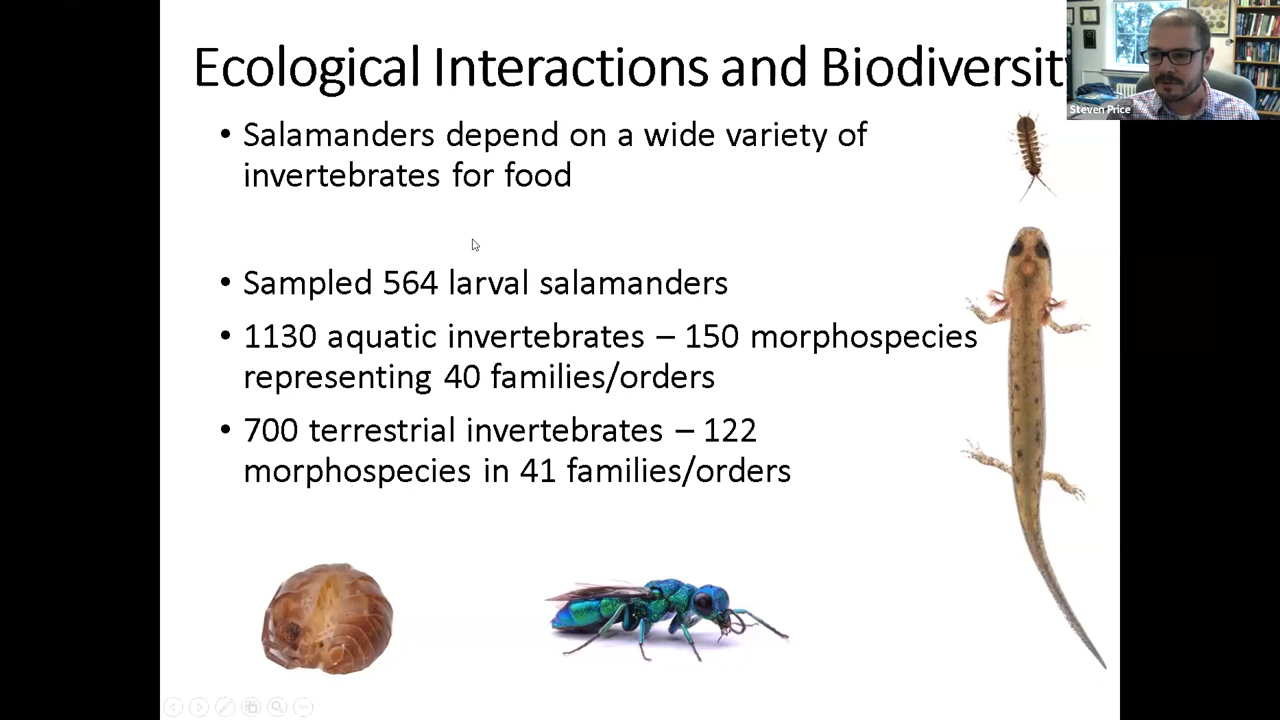 Ecological Interactions and Biodiversit
Steven Price
• Salamanders depend on a wide variety of
invertebrates for food
• Sampled 564 larval salamanders
• 1130 aquatic invertebrates – 150 morphospecies
representing 40 families/orders
• 700 terrestrial invertebrates – 122
morphospecies in 41 families/orders